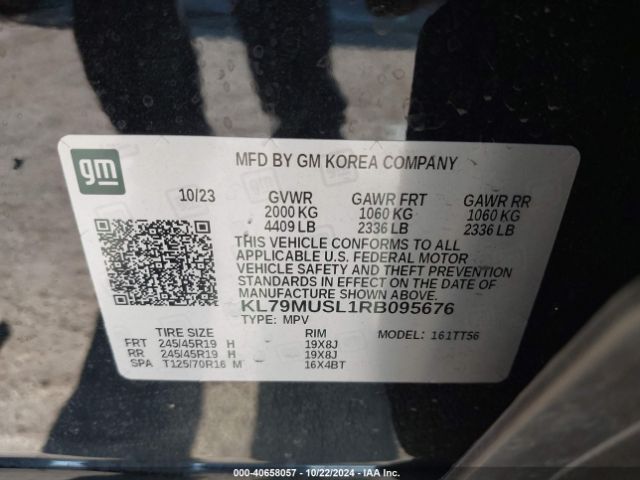 gm
MFD BY GM KOREA COMPANY
10/23 GVWR GAWR FRT GAWR RR
2000 KG 1060 KG 1060 KG
4409 LB 2336 LB 2336 LB
THIS VEHICLE CONFORMS TO ALL
APPLICABLE U.S. FEDERAL MOTOR
VEHICLE SAFETY AND THEFT PREVENTION
STANDARDS IN EFFECT ON THE DATE OF
MANUFACTURE SHOWN ABOVE.
KL79MUSL1RB095676
TYPE: MPV MODEL: 161TT56
TIRE SIZE RIM
FRT 245/45R19 H 19X8J
RR 245/45R19 H 19X8J
SPA T125/70R16 M 16X4BT
000-40658057 - 10/22/2024 - IAA Inc.